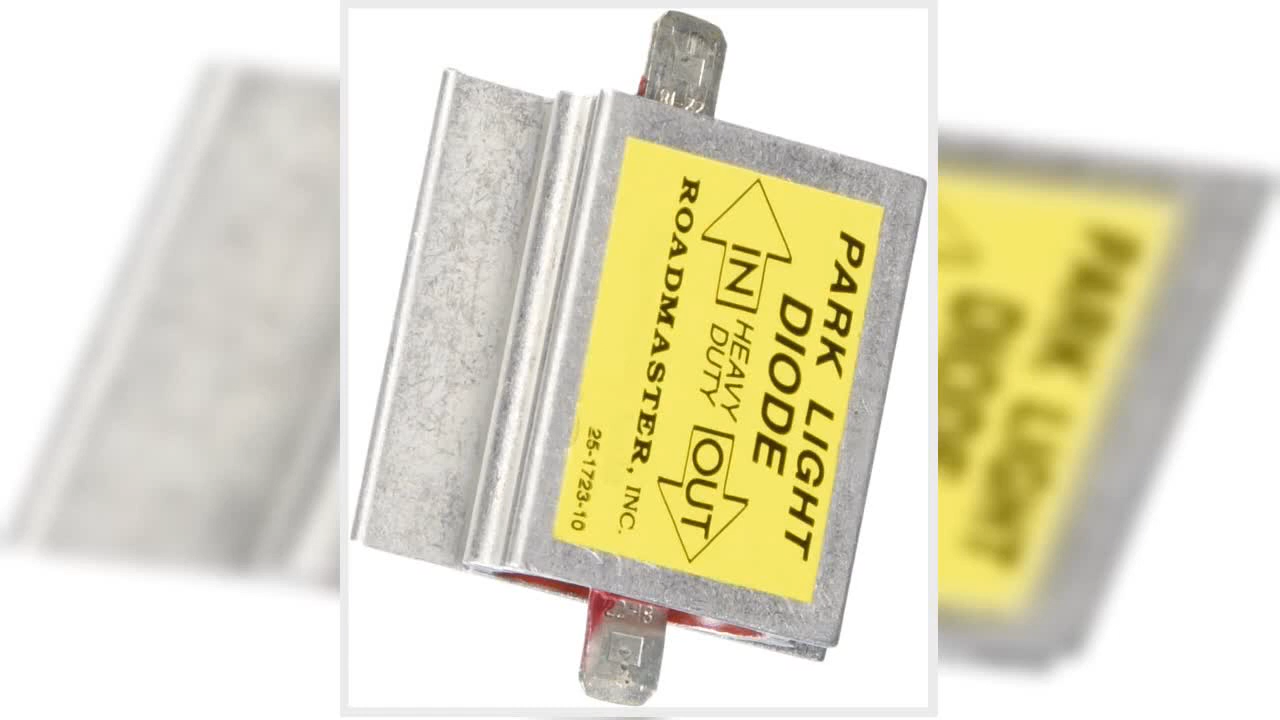 PARK LIGHT
DIODE
IN HEAVY DUTY OUT
ROADMASTER, INC.
25-1723-10